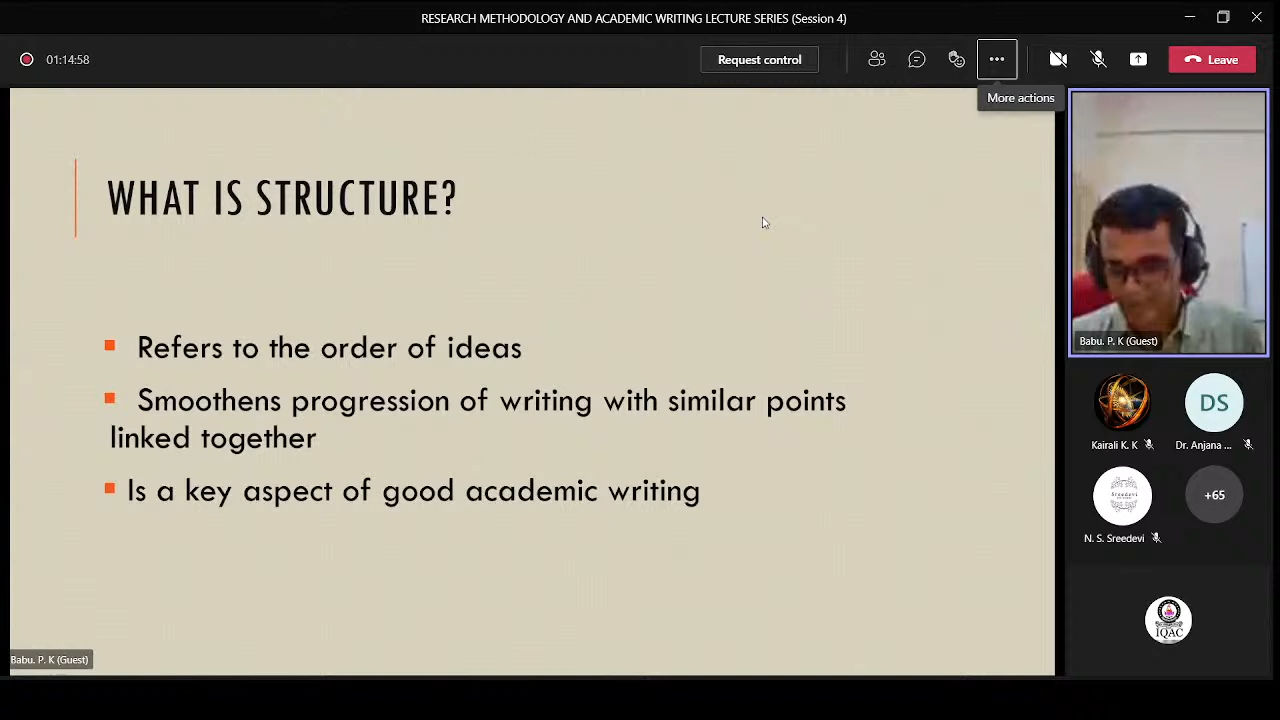 RESEARCH METHODOLOGY AND ACADEMIC WRITING LECTURE SERIES (Session 4)
01:14:58
Request control
Leave
More actions
WHAT IS STRUCTURE?
Refers to the order of ideas
Smoothens progression of writing with similar points
linked together
Is a key aspect of good academic writing
Babu. P. K (Guest)
Babu. P. K (Guest)
Kairali K. K
DS
Dr. Anjana ...
Sreedevi
N. S. Sreedevi
+65
IQAC